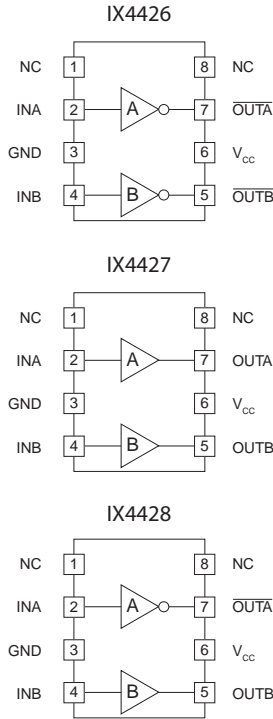 IX4426
NC 1 8 NC
INA 2 A 7 OUTA
GND 3 6 Vcc
INB 4 B 5 OUTB
IX4427
NC 1 8 NC
INA 2 A 7 OUTA
GND 3 6 Vcc
INB 4 B 5 OUTB
IX4428
NC 1 8 NC
INA 2 A 7 OUTA
GND 3 6 Vcc
INB 4 B 5 OUTB